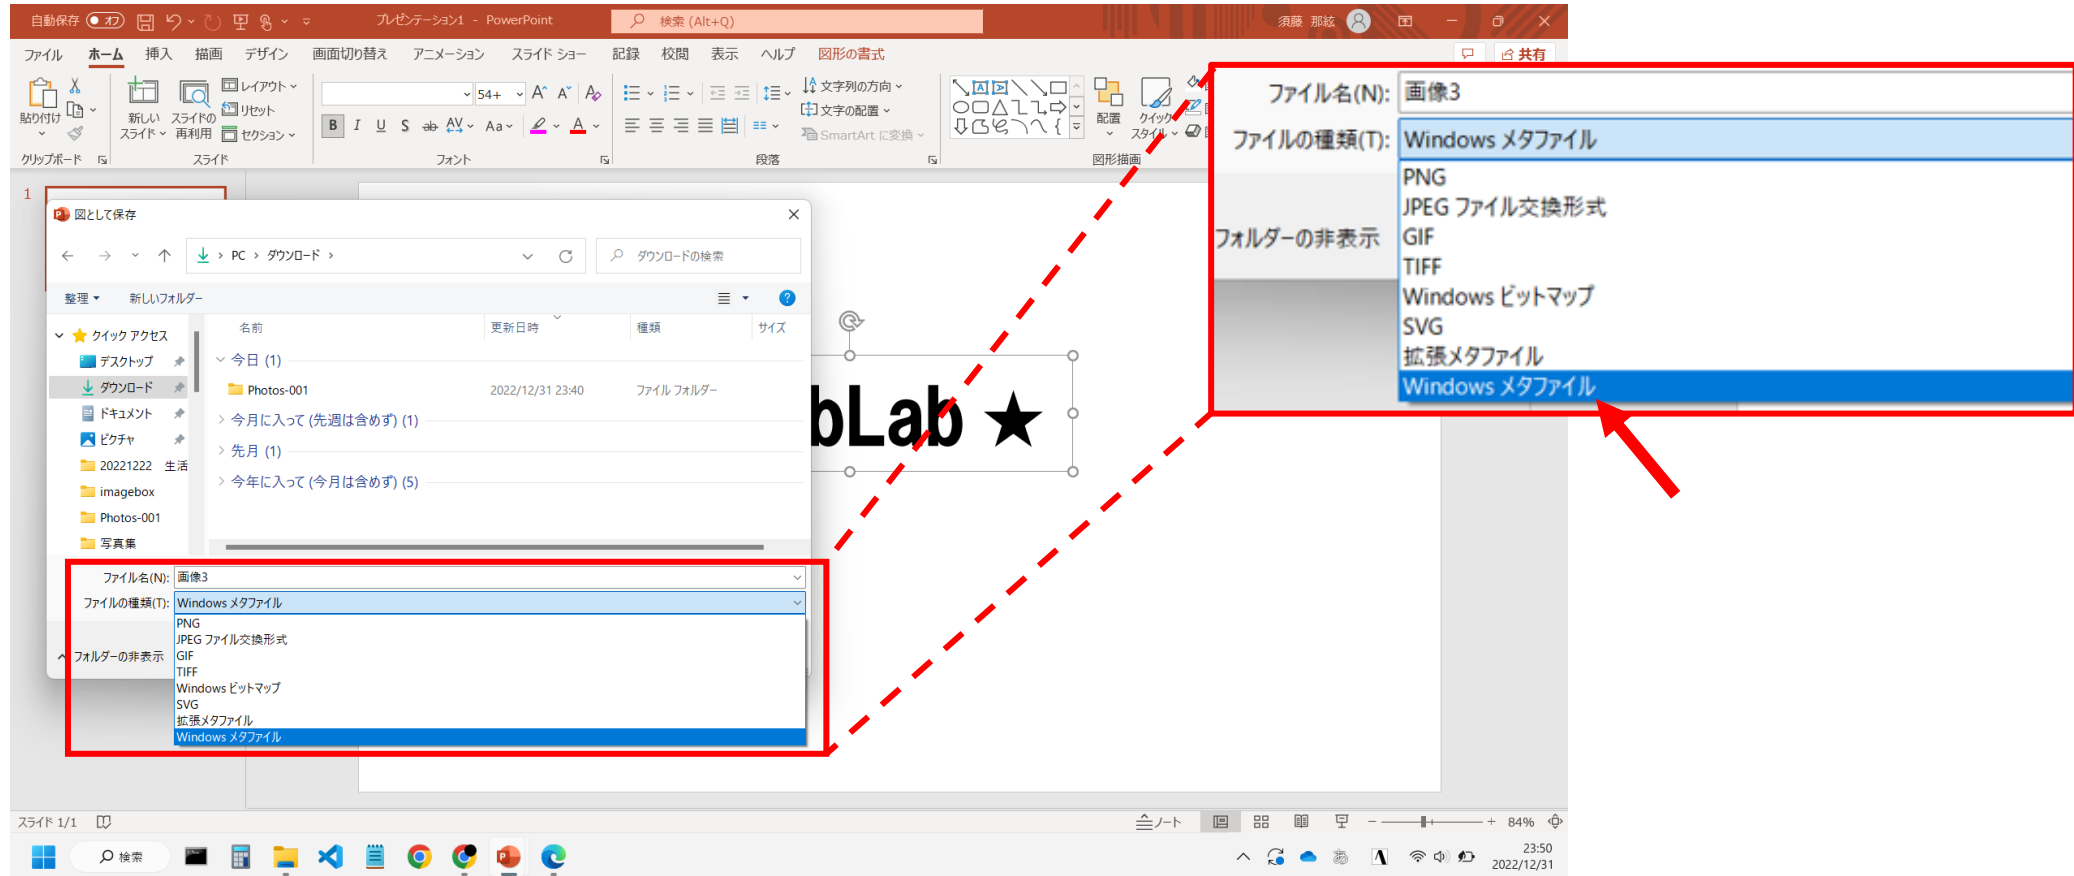 自動保存 オフ プレゼンテーション1 - PowerPoint 検索 (Alt+Q) 須藤 那絃
ファイル ホーム 挿入 描画 デザイン 画面切り替え アニメーション スライド ショー 記録 校閲 表示 ヘルプ 図形の書式 共有
貼り付け 新しい スライド スライドの 再利用 レイアウト リセット セクション
54+ A A A
B I U S ab AV Aa A
文字列の方向
文字の配置
SmartArt に変換
配置 クイック スタイル
クリップボード スライド フォント 段落 図形描画
1
図として保存
PC > ダウンロード > ダウンロードの検索
整理 新しいフォルダー
名前 更新日時 種類 サイズ
クイック アクセス
デスクトップ
ダウンロード
ドキュメント
ピクチャ
20221222 生活
imagebox
Photos-001
写真集
今日 (1)
Photos-001 2022/12/31 23:40 ファイル フォルダー
今月に入って (先週は含めず) (1)
先月 (1)
今年に入って (今月は含めず) (5)
ファイル名(N): 画像3
ファイルの種類(T): Windows メタファイル
PNG
JPEG ファイル交換形式
GIF
TIFF
Windows ビットマップ
SVG
拡張メタファイル
Windows メタファイル
フォルダーの非表示
bLab ★
ファイル名(N): 画像3
ファイルの種類(T): Windows メタファイル
PNG
JPEG ファイル交換形式
フォルダーの非表示 GIF
TIFF
Windows ビットマップ
SVG
拡張メタファイル
Windows メタファイル
スライド 1/1 ノート 84%
検索 あ A 23:50
2022/12/31